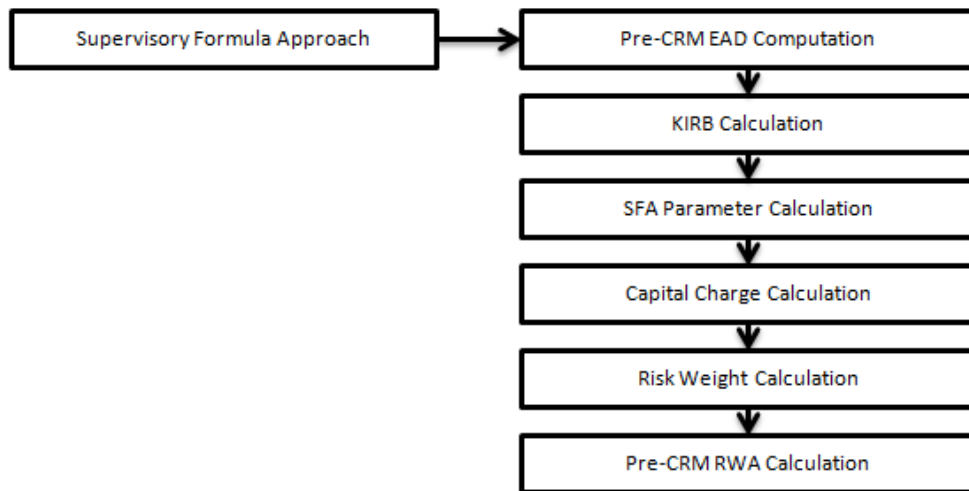 Supervisory Formula Approach
Pre-CRM EAD Computation
KIRB Calculation
SFA Parameter Calculation
Capital Charge Calculation
Risk Weight Calculation
Pre-CRM RWA Calculation